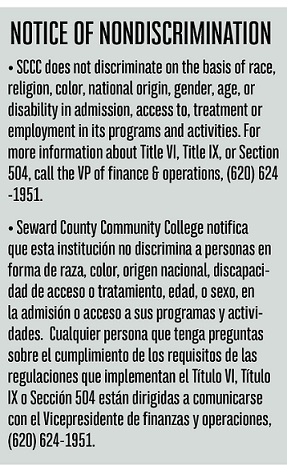 NOTICE OF NONDISCRIMINATION
• SCCC does not discriminate on the basis of race,
religion, color, national origin, gender, age, or
disability in admission, access to, treatment or
employment in its programs and activities. For
more information about Title VI, Title IX, or Section
504, call the VP of finance & operations, (620) 624
-1951.
• Seward County Community College notifica
que esta institución no discrimina a personas en
forma de raza, color, origen nacional, discapaci-
dad de acceso o tratamiento, edad, o sexo, en
la admisión o acceso a sus programas y activi-
dades. Cualquier persona que tenga preguntas
sobre el cumplimiento de los requisitos de las
regulaciones que implementan el Título VI, Título
IX o Sección 504 están dirigidas a comunicarse
con el Vicepresidente de finanzas y operaciones,
(620) 624-1951.